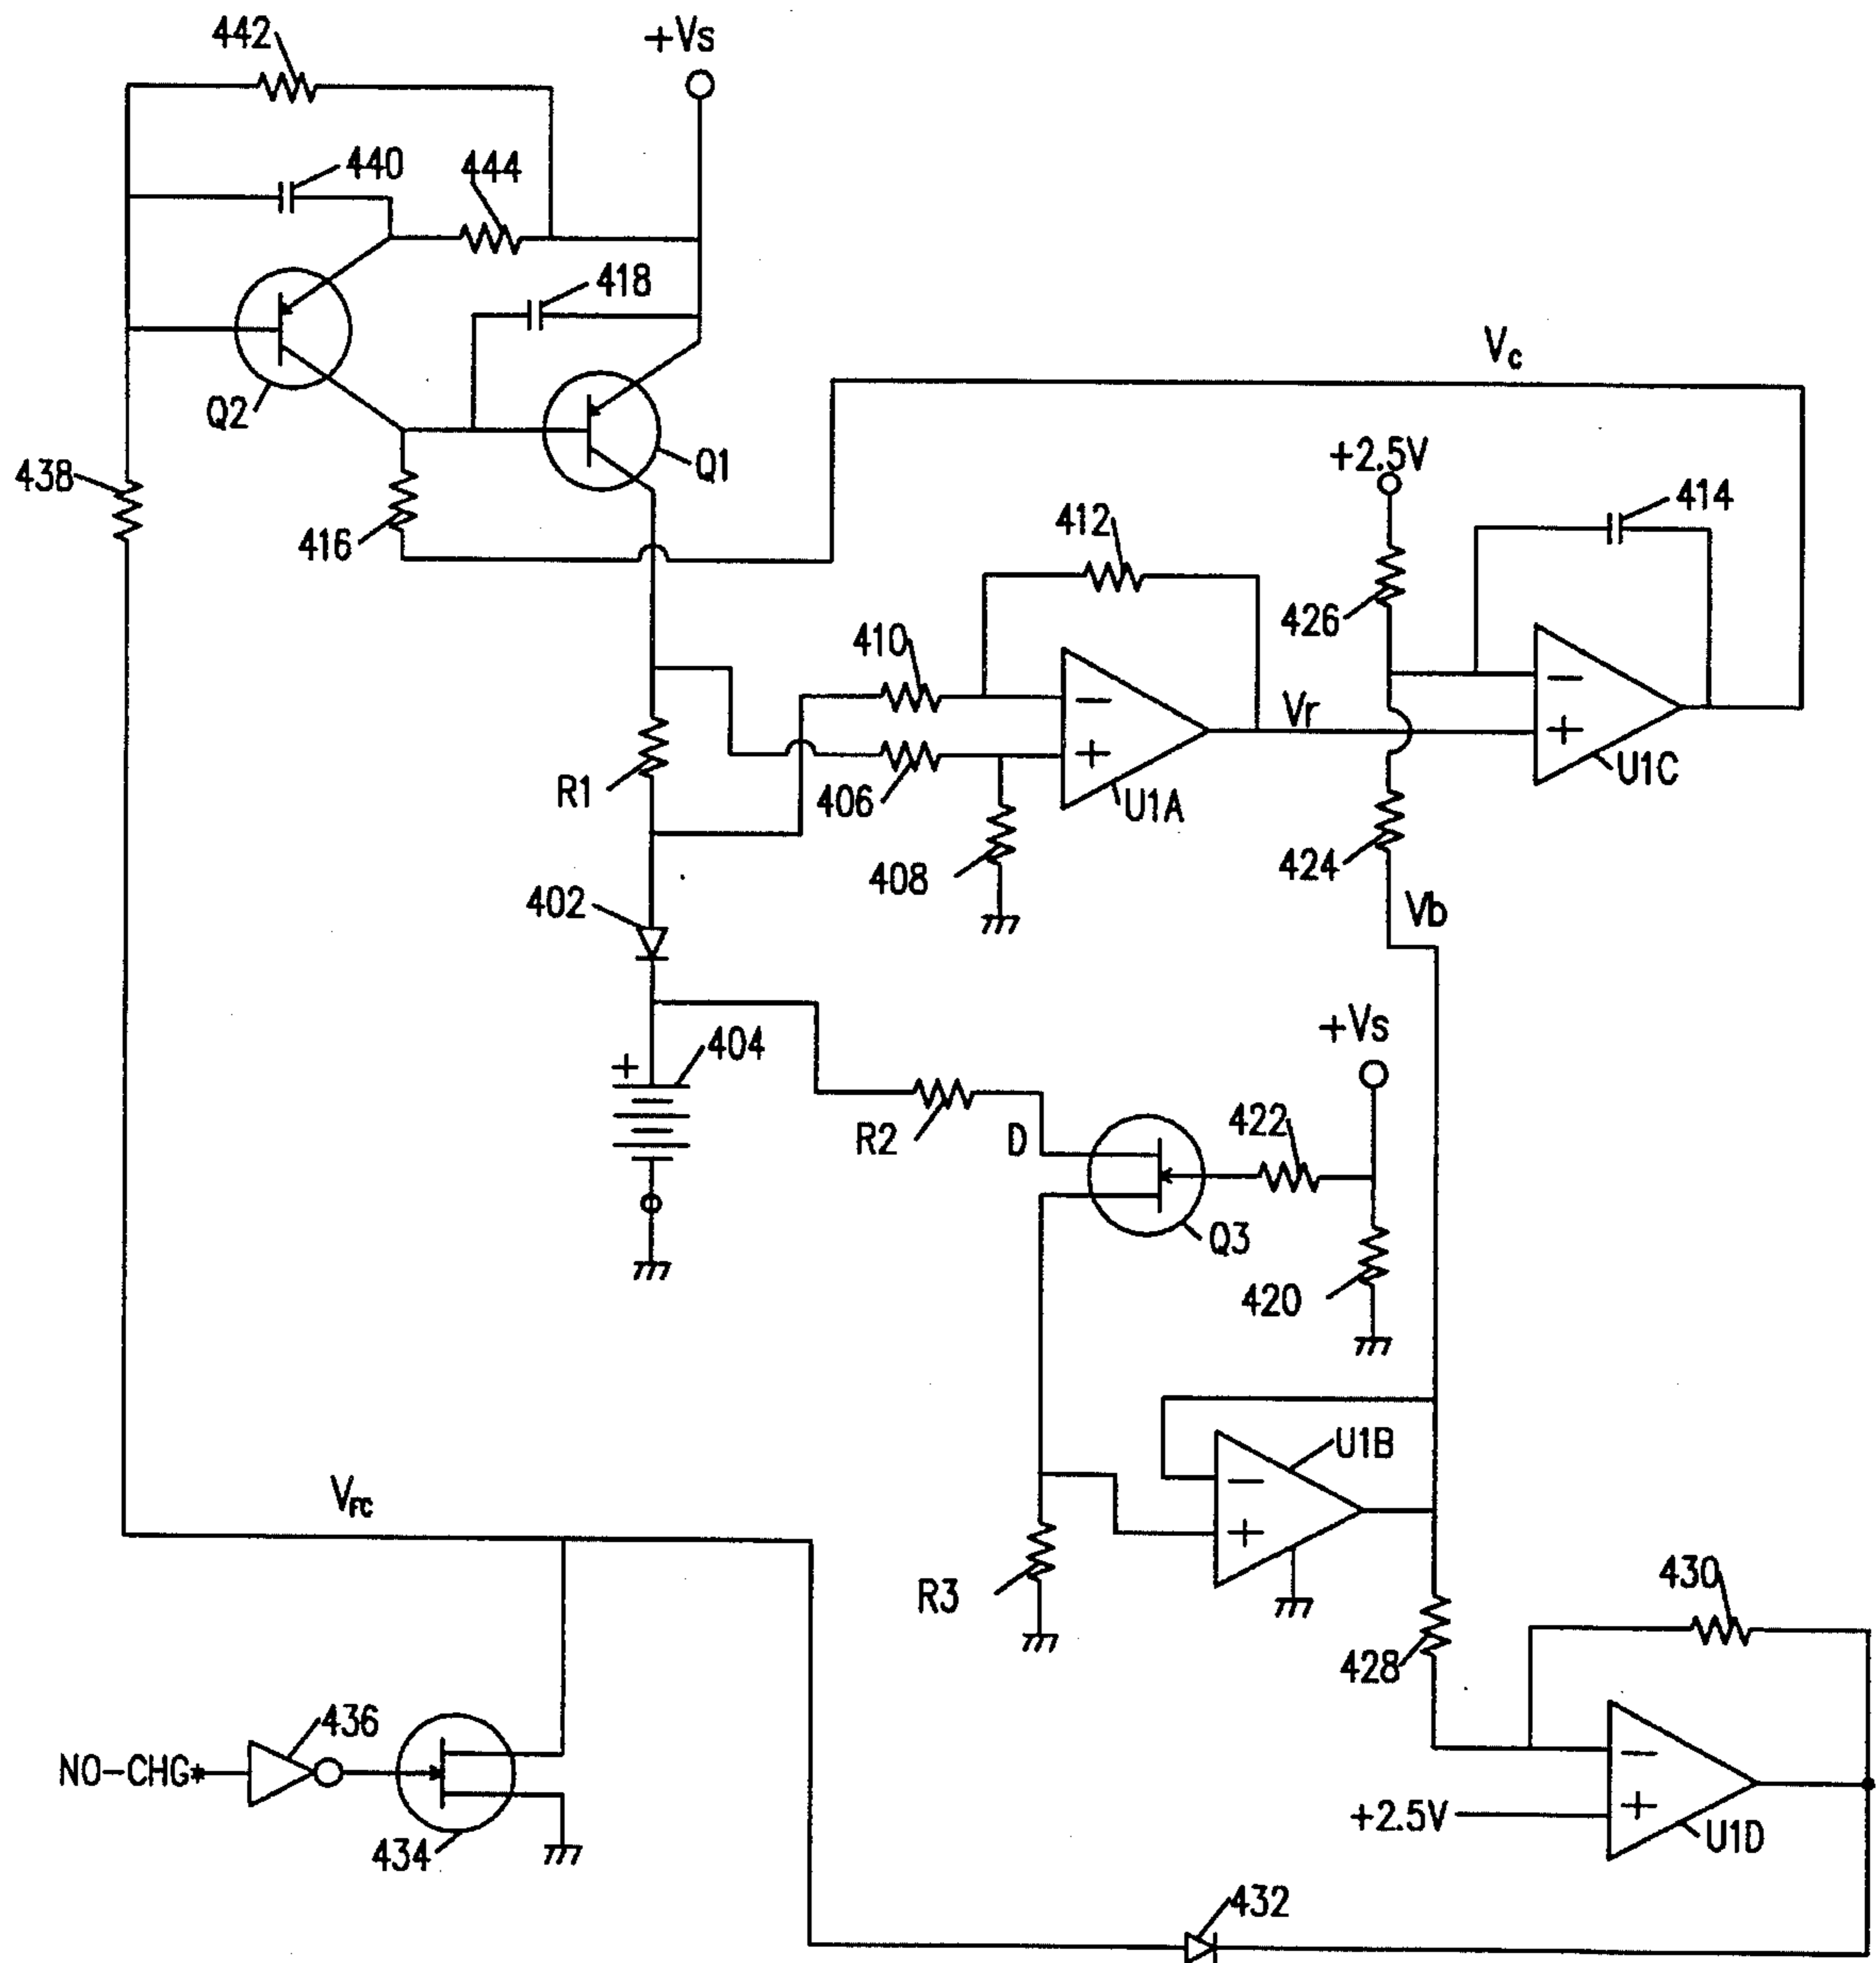 442
+Vs
440
444
418
Vc
Q2
Q1
+2.5V
438
414
416
412
426
410
Vr
U1C
R1
406
U1A
408
424
402
Vb
+Vs
404
422
R2
D
Q3
420
U1B
VFC
430
R3
428
436
NO-CHG*
+2.5V
U1D
434
432
+
−
+
−
+
−
+
−
+